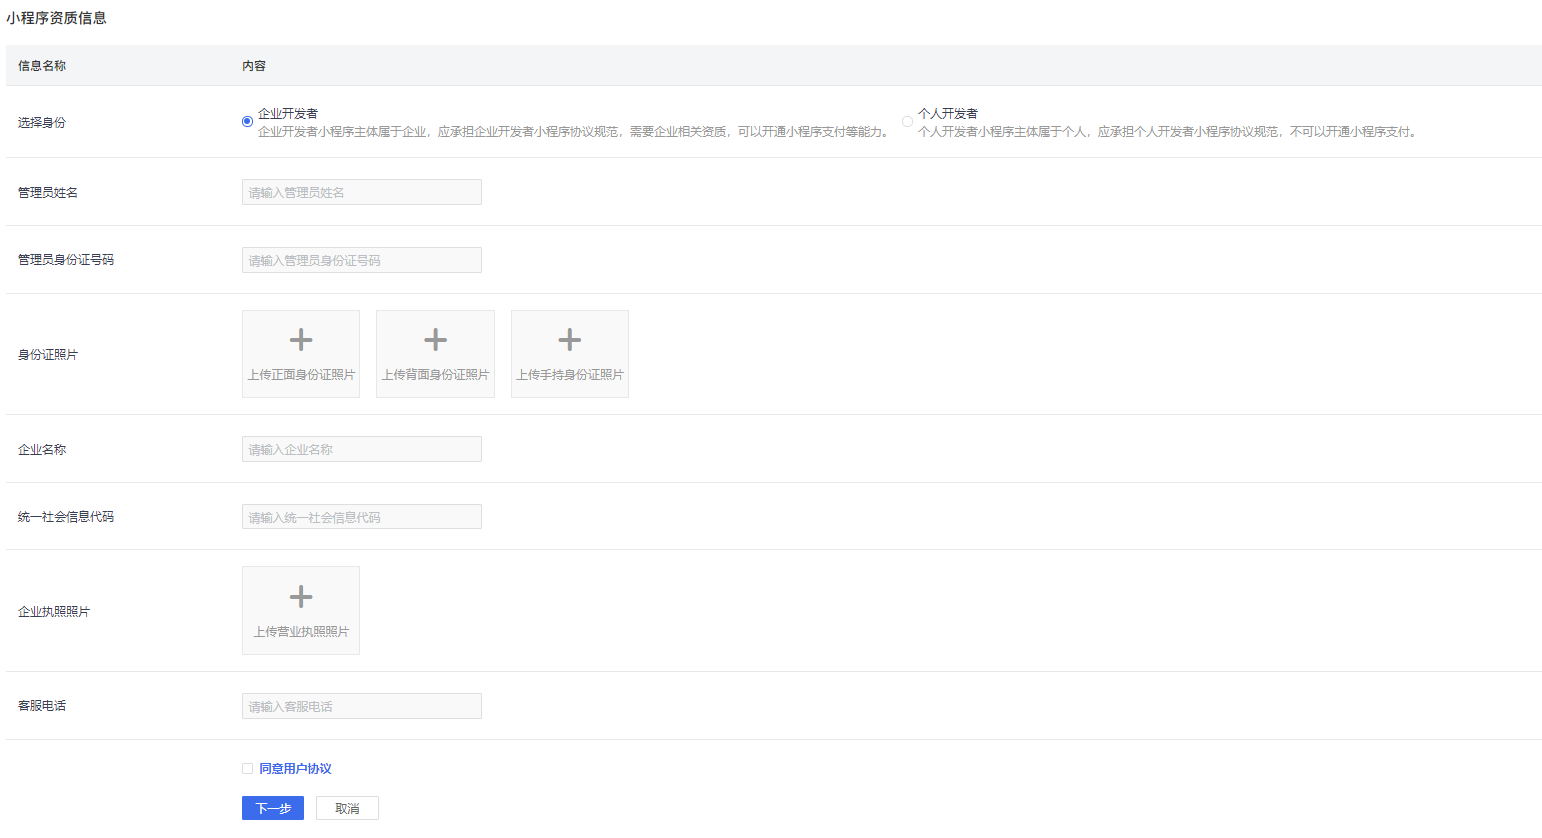 小程序资质信息
信息名称 内容
选择身份
企业开发者
企业开发者小程序主体属于企业，应承担企业开发者小程序协议规范，需要企业相关资质，可以开通小程序支付等能力。
个人开发者
个人开发者小程序主体属于个人，应承担个人开发者小程序协议规范，不可以开通小程序支付。
管理员姓名 请输入管理员姓名
管理员身份证号码 请输入管理员身份证号码
身份证照片 上传正面身份证照片 上传背面身份证照片 上传手持身份证照片
企业名称 请输入企业名称
统一社会信息代码 请输入统一社会信息代码
企业执照照片 上传营业执照照片
客服电话 请输入客服电话
同意用户协议
下一步 取消